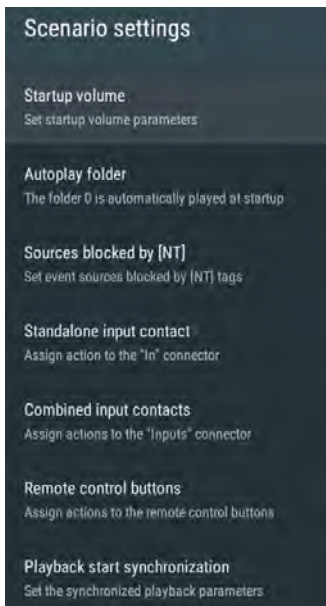 Scenario settings
Startup volume
Set startup volume parameters
Autoplay folder
The folder 0 is automatically played at startup
Sources blocked by [NT]
Set event sources blocked by [NT] tags
Standalone input contact
Assign action to the "In" connector
Combined input contacts
Assign actions to the "Inputs" connector
Remote control buttons
Assign actions to the remote control buttons
Playback start synchronization
Set the synchronized playback parameters